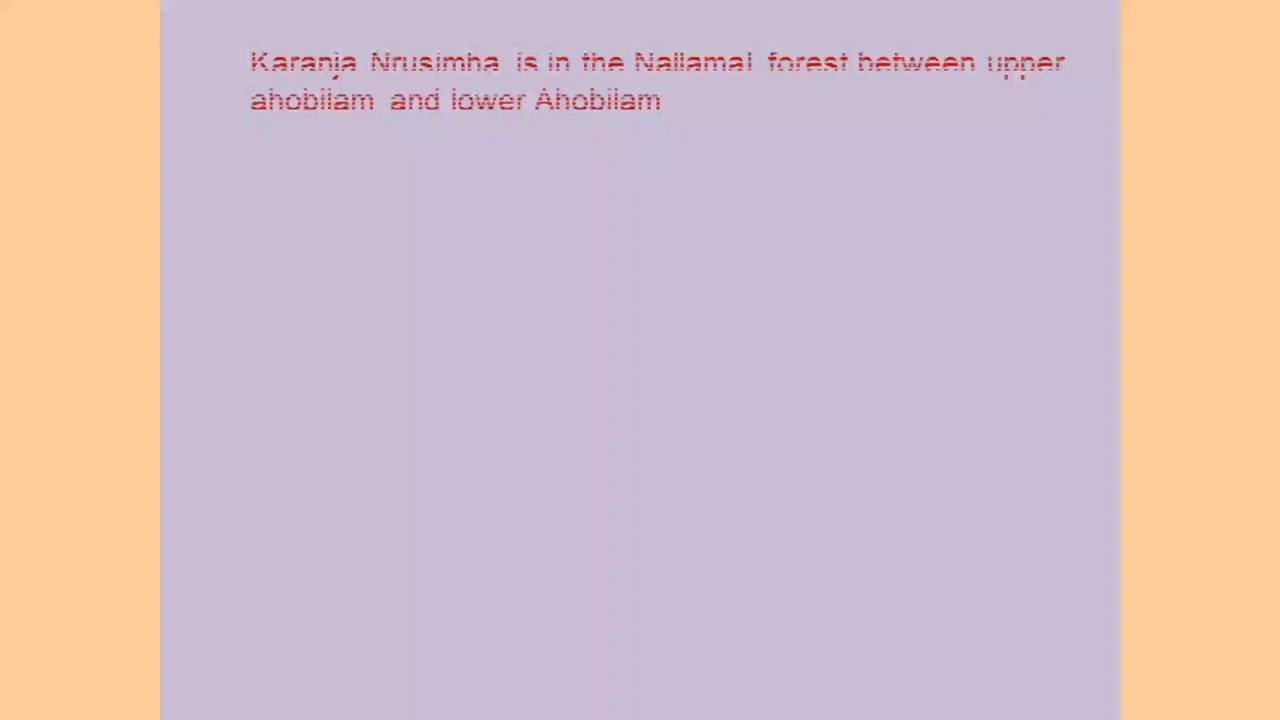 Karanja Nrusimha is in the Nallamal forest between upper
ahobilam and lower Ahobilam